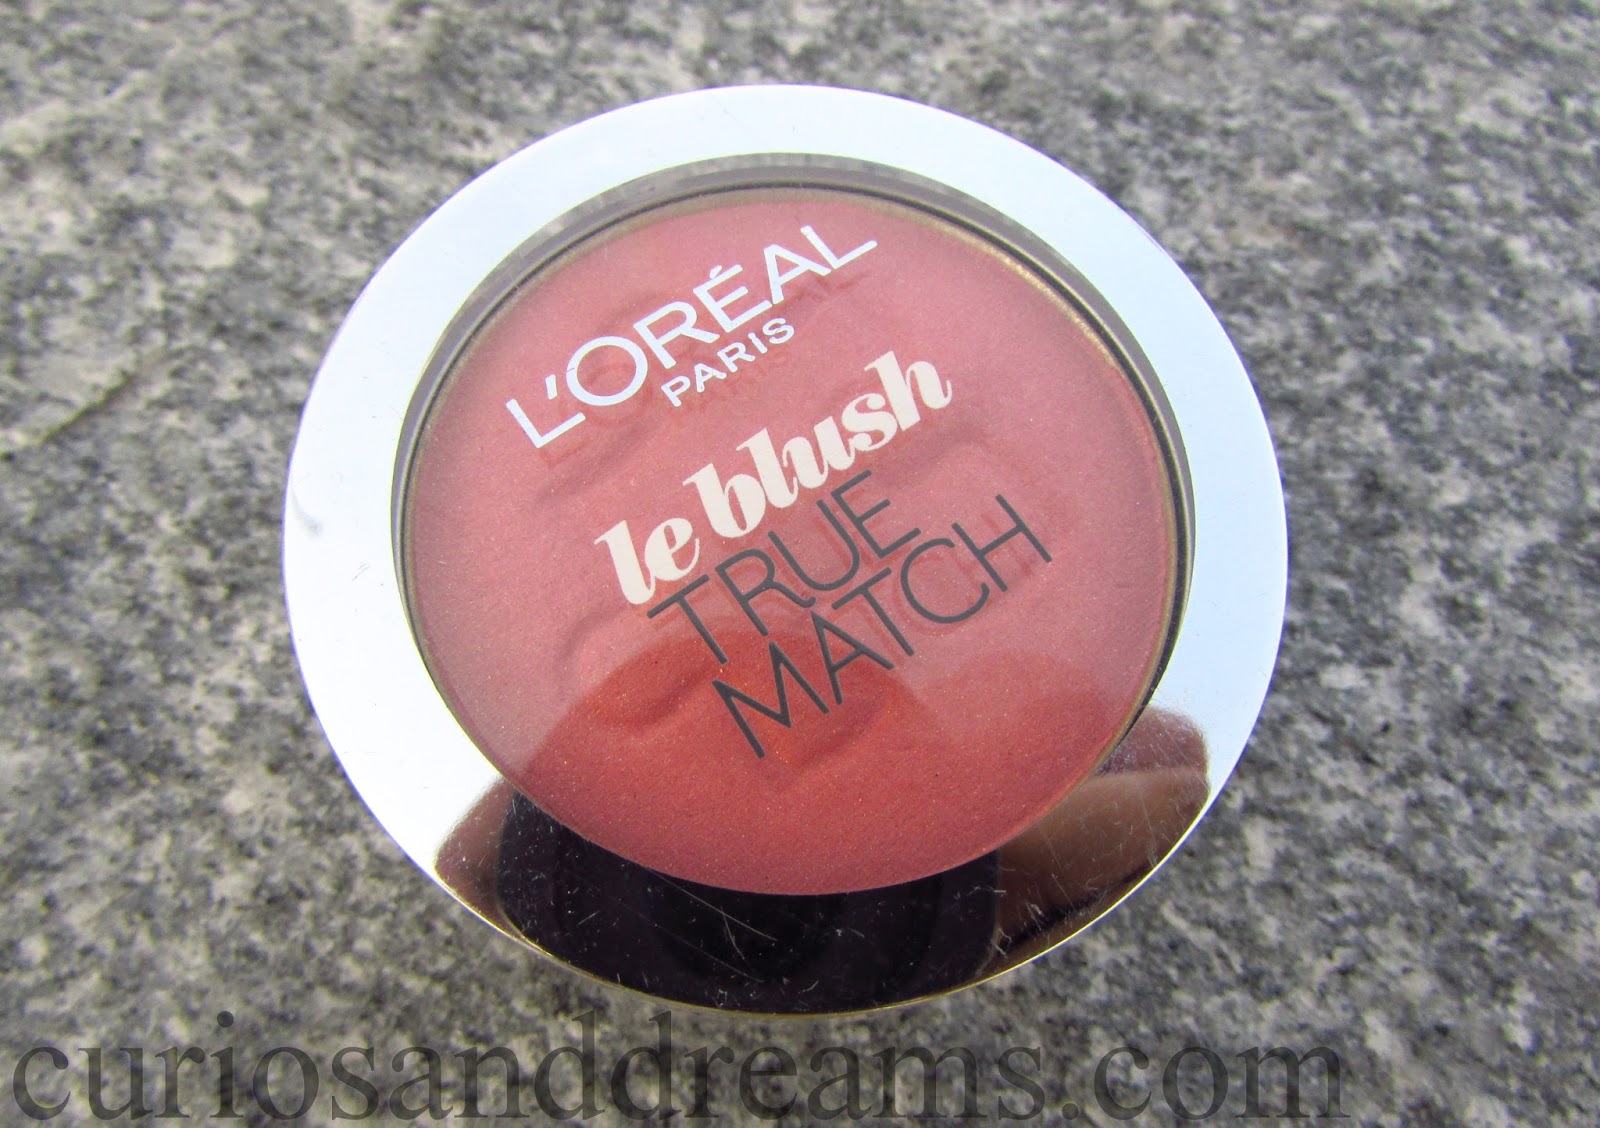 L'ORÉAL
PARIS
le blush
TRUE
MATCH
curiosanddreams.com